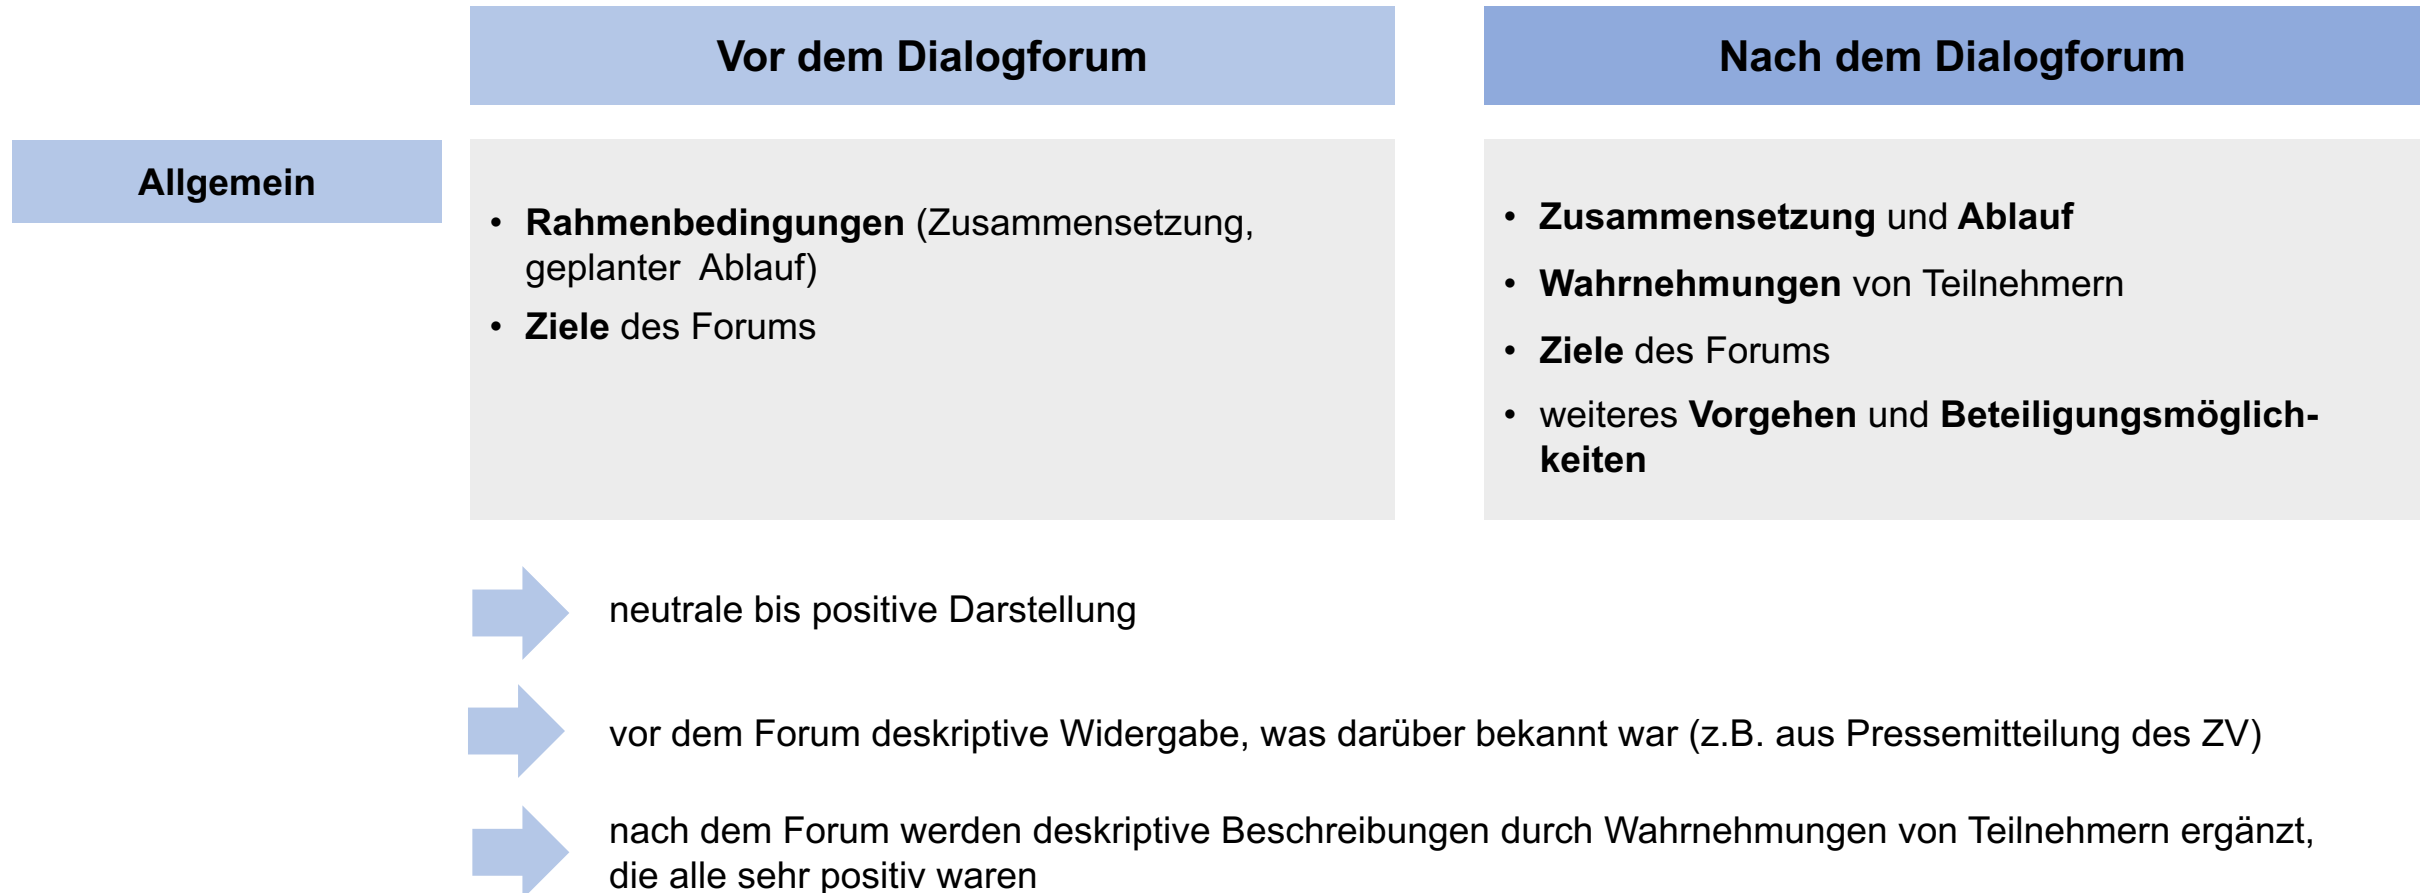 Vor dem Dialogforum
Nach dem Dialogforum
Allgemein
• Rahmenbedingungen (Zusammensetzung,
geplanter Ablauf)
• Ziele des Forums
• Zusammensetzung und Ablauf
• Wahrnehmungen von Teilnehmern
• Ziele des Forums
• weiteres Vorgehen und Beteiligungsmöglich-
keiten
neutrale bis positive Darstellung
vor dem Forum deskriptive Widergabe, was darüber bekannt war (z.B. aus Pressemitteilung des ZV)
nach dem Forum werden deskriptive Beschreibungen durch Wahrnehmungen von Teilnehmern ergänzt,
die alle sehr positiv waren